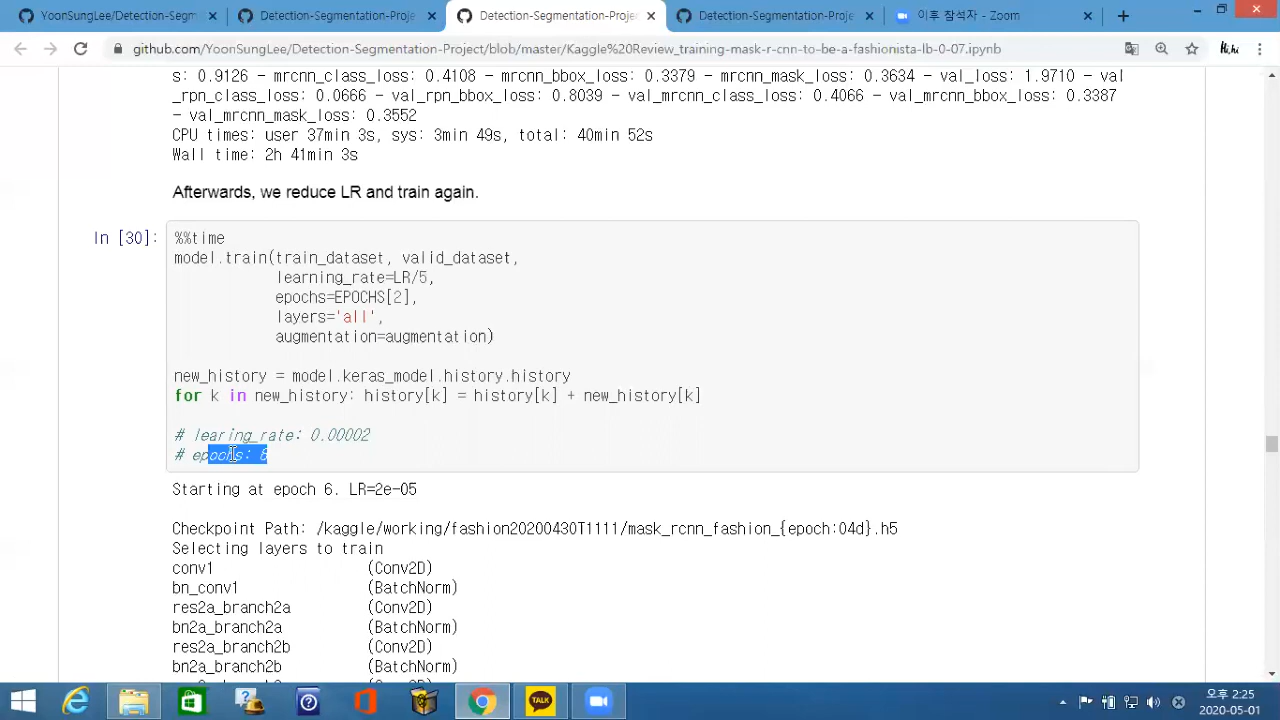 YoonSungLee/Detection-Segm
Detection-Segmentation-Proje
Detection-Segmentation-Proje
Detection-Segmentation-Proje
이후 참석자 - Zoom
github.com/YoonSungLee/Detection-Segmentation-Project/blob/master/Kaggle%20Review_training-mask-r-cnn-to-be-a-fashionista-lb-0-07.ipynb
s: 0.9126 - mrcnn_class_loss: 0.4108 - mrcnn_bbox_loss: 0.3379 - mrcnn_mask_loss: 0.3634 - val_loss: 1.9710 - val
_rpn_class_loss: 0.0666 - val_rpn_bbox_loss: 0.8039 - val_mrcnn_class_loss: 0.4066 - val_mrcnn_bbox_loss: 0.3387
- val_mrcnn_mask_loss: 0.3552
CPU times: user 37min 3s, sys: 3min 49s, total: 40min 52s
Wall time: 2h 41min 3s
Afterwards, we reduce LR and train again.
In [30]:
%%time
model.train(train_dataset, valid_dataset,
learning_rate=LR/5,
epochs=EPOCHS[2],
layers='all',
augmentation=augmentation)
new_history = model.keras_model.history.history
for k in new_history: history[k] = history[k] + new_history[k]
# learing_rate: 0.00002
# epochs: 8
Starting at epoch 6. LR=2e-05
Checkpoint Path: /kaggle/working/fashion20200430T1111/mask_rcnn_fashion_{epoch:04d}.h5
Selecting layers to train
conv1 (Conv2D)
bn_conv1 (BatchNorm)
res2a_branch2a (Conv2D)
bn2a_branch2a (BatchNorm)
res2a_branch2b (Conv2D)
bn2a_branch2b (BatchNorm)
TALK
오후 2:25
2020-05-01